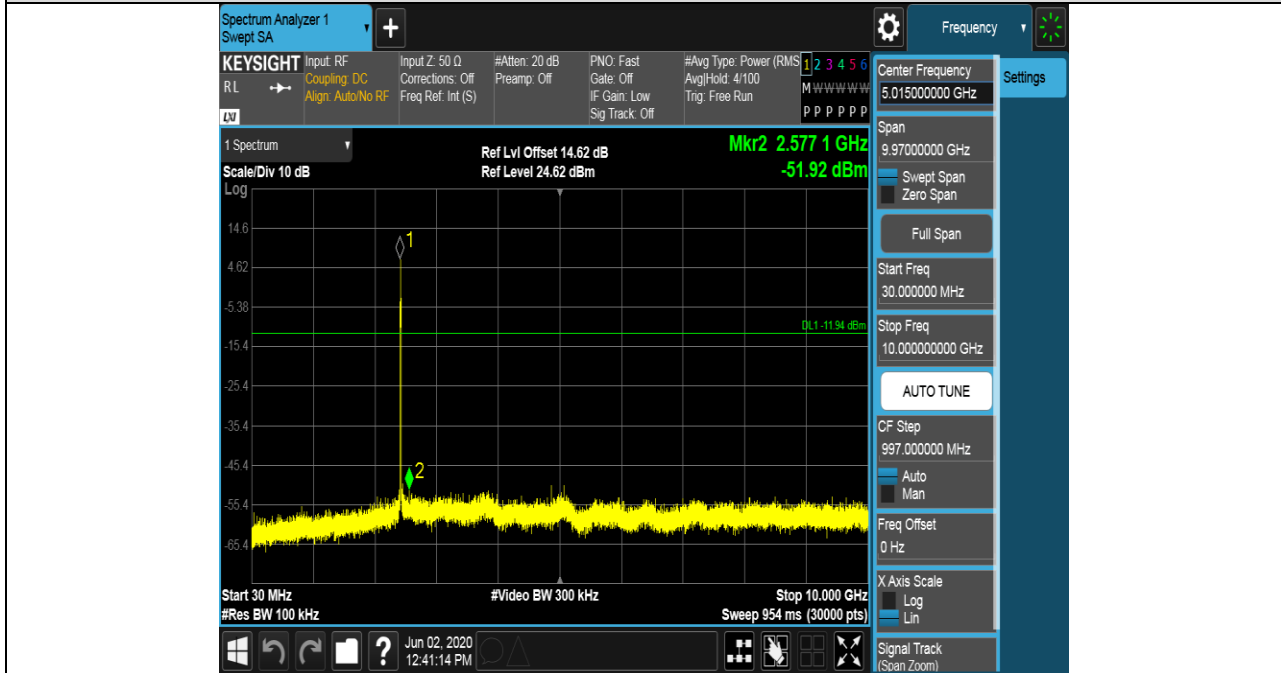 Spectrum Analyzer 1
Swept SA
+
Frequency
KEYSIGHT
RL
LXI
Input: RF
Coupling: DC
Align: Auto/No RF
Input Z: 50 Ω
Corrections: Off
Freq Ref: Int (S)
#Atten: 20 dB
Preamp: Off
PNO: Fast
Gate: Off
IF Gain: Low
Sig Track: Off
#Avg Type: Power (RMS
Avg|Hold: 4/100
Trig: Free Run
1 2 3 4 5 6
M W W W W W
P P P P P P
1 Spectrum
Scale/Div 10 dB
Ref Lvl Offset 14.62 dB
Ref Level 24.62 dBm
Mkr2 2.577 1 GHz
-51.92 dBm
Log
14.6
4.62
-5.38
-15.4
-25.4
-35.4
-45.4
-55.4
-65.4
1
2
DL1 -11.94 dBm
Start 30 MHz
#Res BW 100 kHz
#Video BW 300 kHz
Stop 10.000 GHz
Sweep 954 ms (30000 pts)
Center Frequency
5.015000000 GHz
Span
9.97000000 GHz
Swept Span
Zero Span
Full Span
Start Freq
30.000000 MHz
Stop Freq
10.000000000 GHz
AUTO TUNE
CF Step
997.000000 MHz
Auto
Man
Freq Offset
0 Hz
X Axis Scale
Log
Lin
Signal Track
(Span Zoom)
Settings
?
Jun 02, 2020
12:41:14 PM